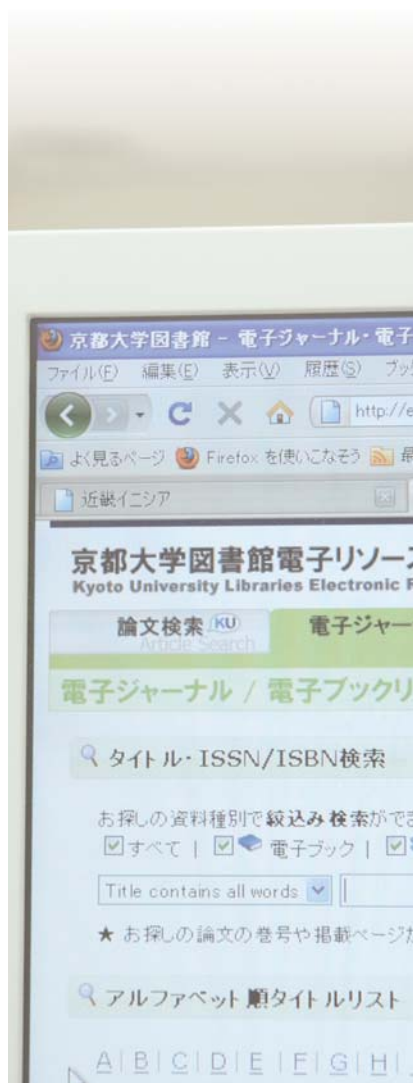 京都大学図書館 - 電子ジャーナル・電子
ファイル(F) 編集(E) 表示(V) 履歴(S) ブッ
http://e
よく見るページ Firefox を使いこなそう 最
近畿イニシア
京都大学図書館電子リソース
Kyoto University Libraries Electronic R
論文検索 KU 電子ジャー
Article Search
電子ジャーナル / 電子ブックリ
タイトル・ISSN/ISBN検索
お探しの資料種別で絞込み検索ができ
すべて | 電子ブック |
Title contains all words
★ お探しの論文の巻号や掲載ページが
アルファベット順タイトルリスト
A | B | C | D | E | F | G | H |